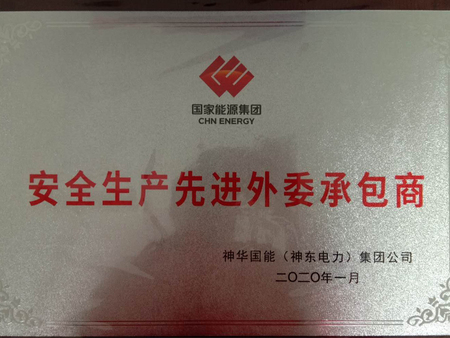 国家能源集团
CHN ENERGY
安全生产先进外委承包商
神华国能（神东电力）集团公司
二〇二〇年一月